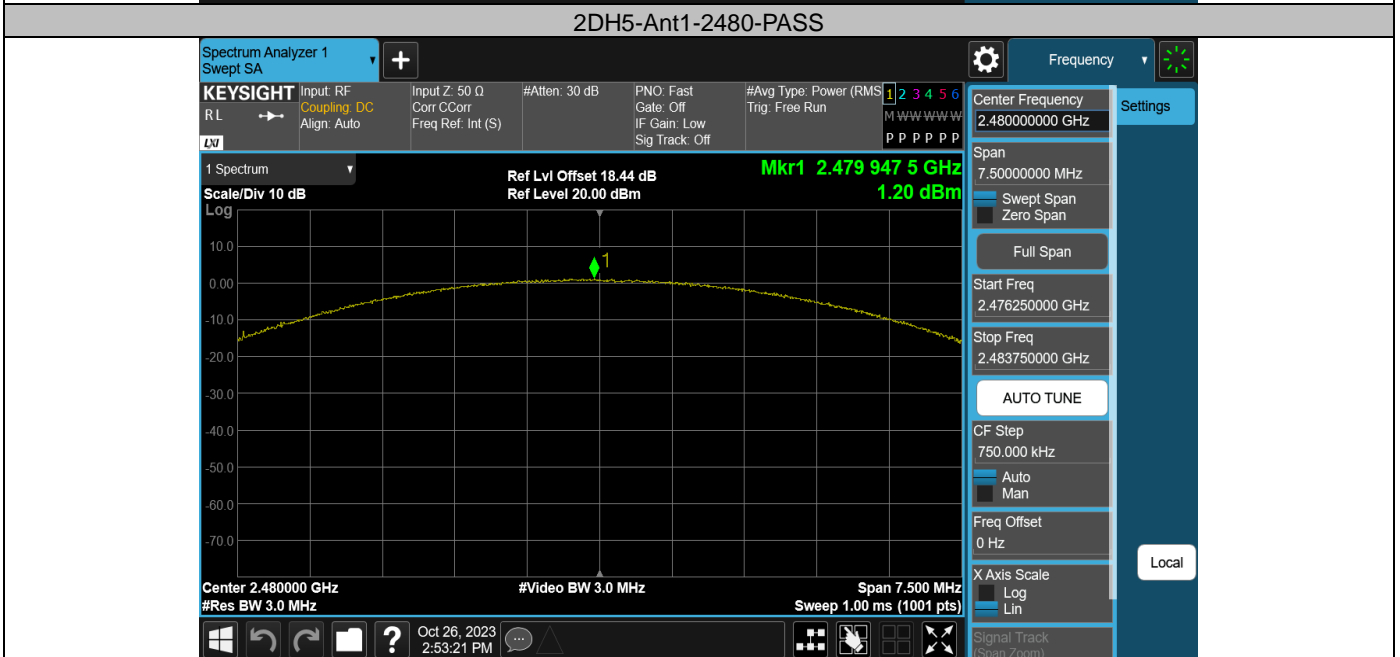 2DH5-Ant1-2480-PASS
Spectrum Analyzer 1
Swept SA
Frequency
KEYSIGHT
RL
LXI
Input: RF
Coupling: DC
Align: Auto
Input Z: 50 Ω
Corr CCorr
Freq Ref: Int (S)
#Atten: 30 dB
PNO: Fast
Gate: Off
IF Gain: Low
Sig Track: Off
#Avg Type: Power (RMS
Trig: Free Run
1 2 3 4 5 6
M W W W W W
P P P P P P
1 Spectrum
Scale/Div 10 dB
Log
Ref Lvl Offset 18.44 dB
Ref Level 20.00 dBm
Mkr1 2.479 947 5 GHz
1.20 dBm
1
10.0
0.00
-10.0
-20.0
-30.0
-40.0
-50.0
-60.0
-70.0
Center 2.480000 GHz
#Res BW 3.0 MHz
#Video BW 3.0 MHz
Span 7.500 MHz
Sweep 1.00 ms (1001 pts)
Oct 26, 2023
2:53:21 PM
Settings
Center Frequency
2.480000000 GHz
Span
7.50000000 MHz
Swept Span
Zero Span
Full Span
Start Freq
2.476250000 GHz
Stop Freq
2.483750000 GHz
AUTO TUNE
CF Step
750.000 kHz
Auto
Man
Freq Offset
0 Hz
X Axis Scale
Log
Lin
Signal Track
(Span Zoom)
Local